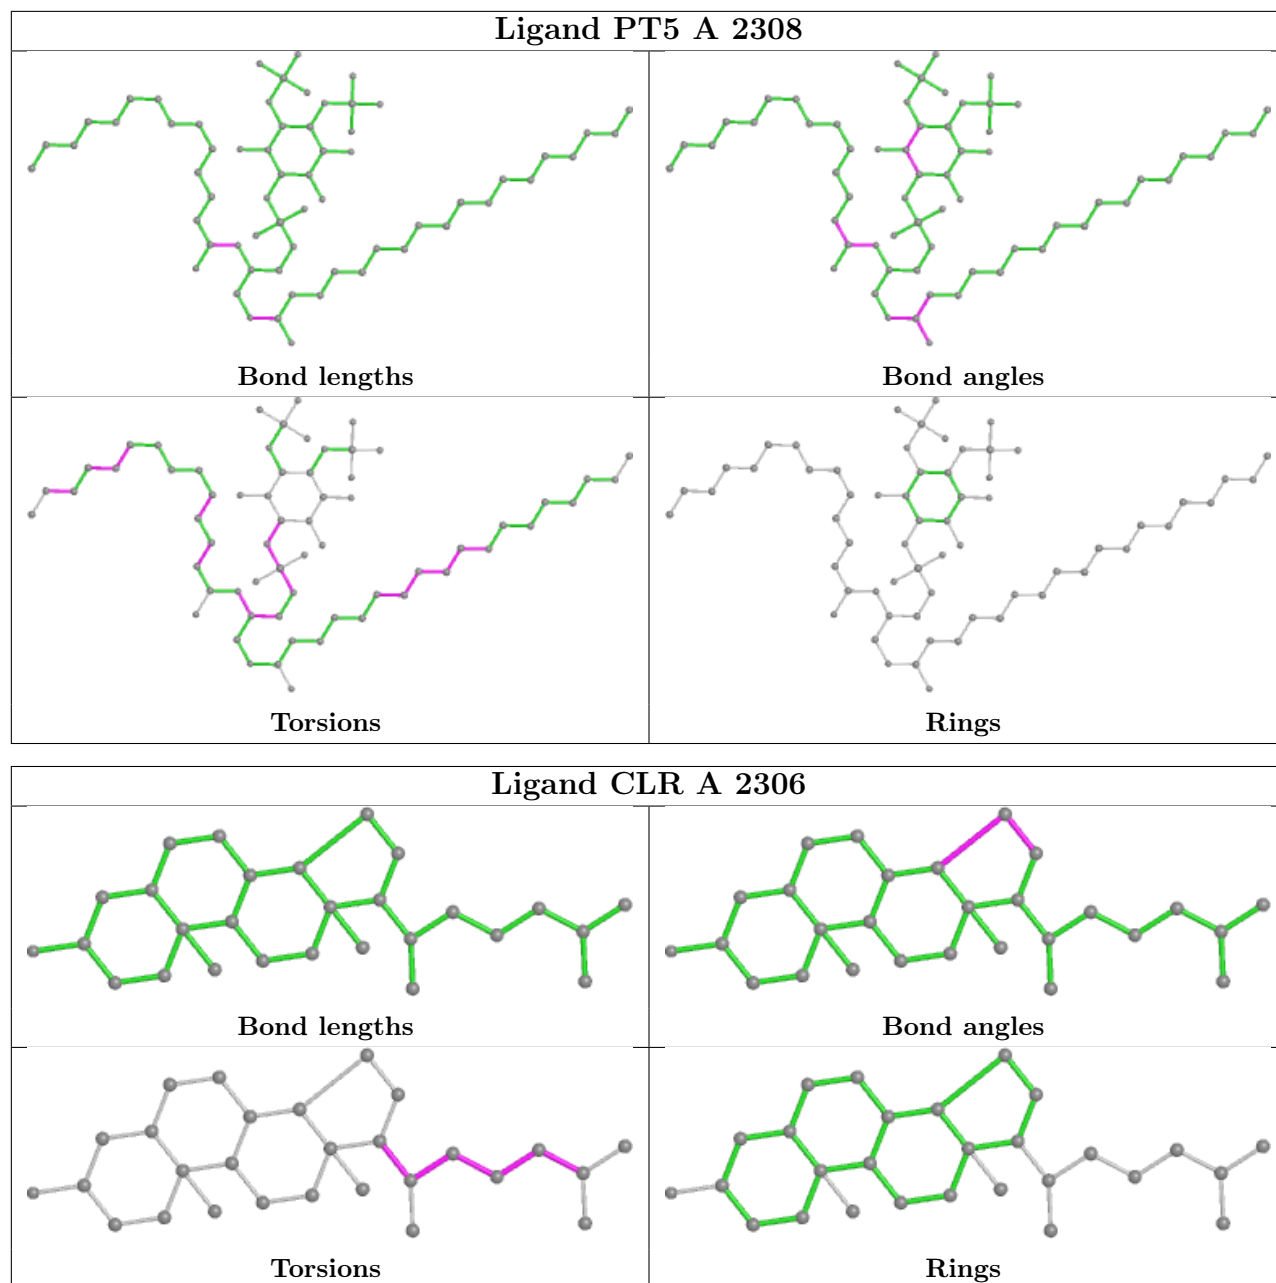 Ligand PT5 A 2308
Bond lengths
Bond angles
Torsions
Rings
Ligand CLR A 2306
Bond lengths
Bond angles
Torsions
Rings